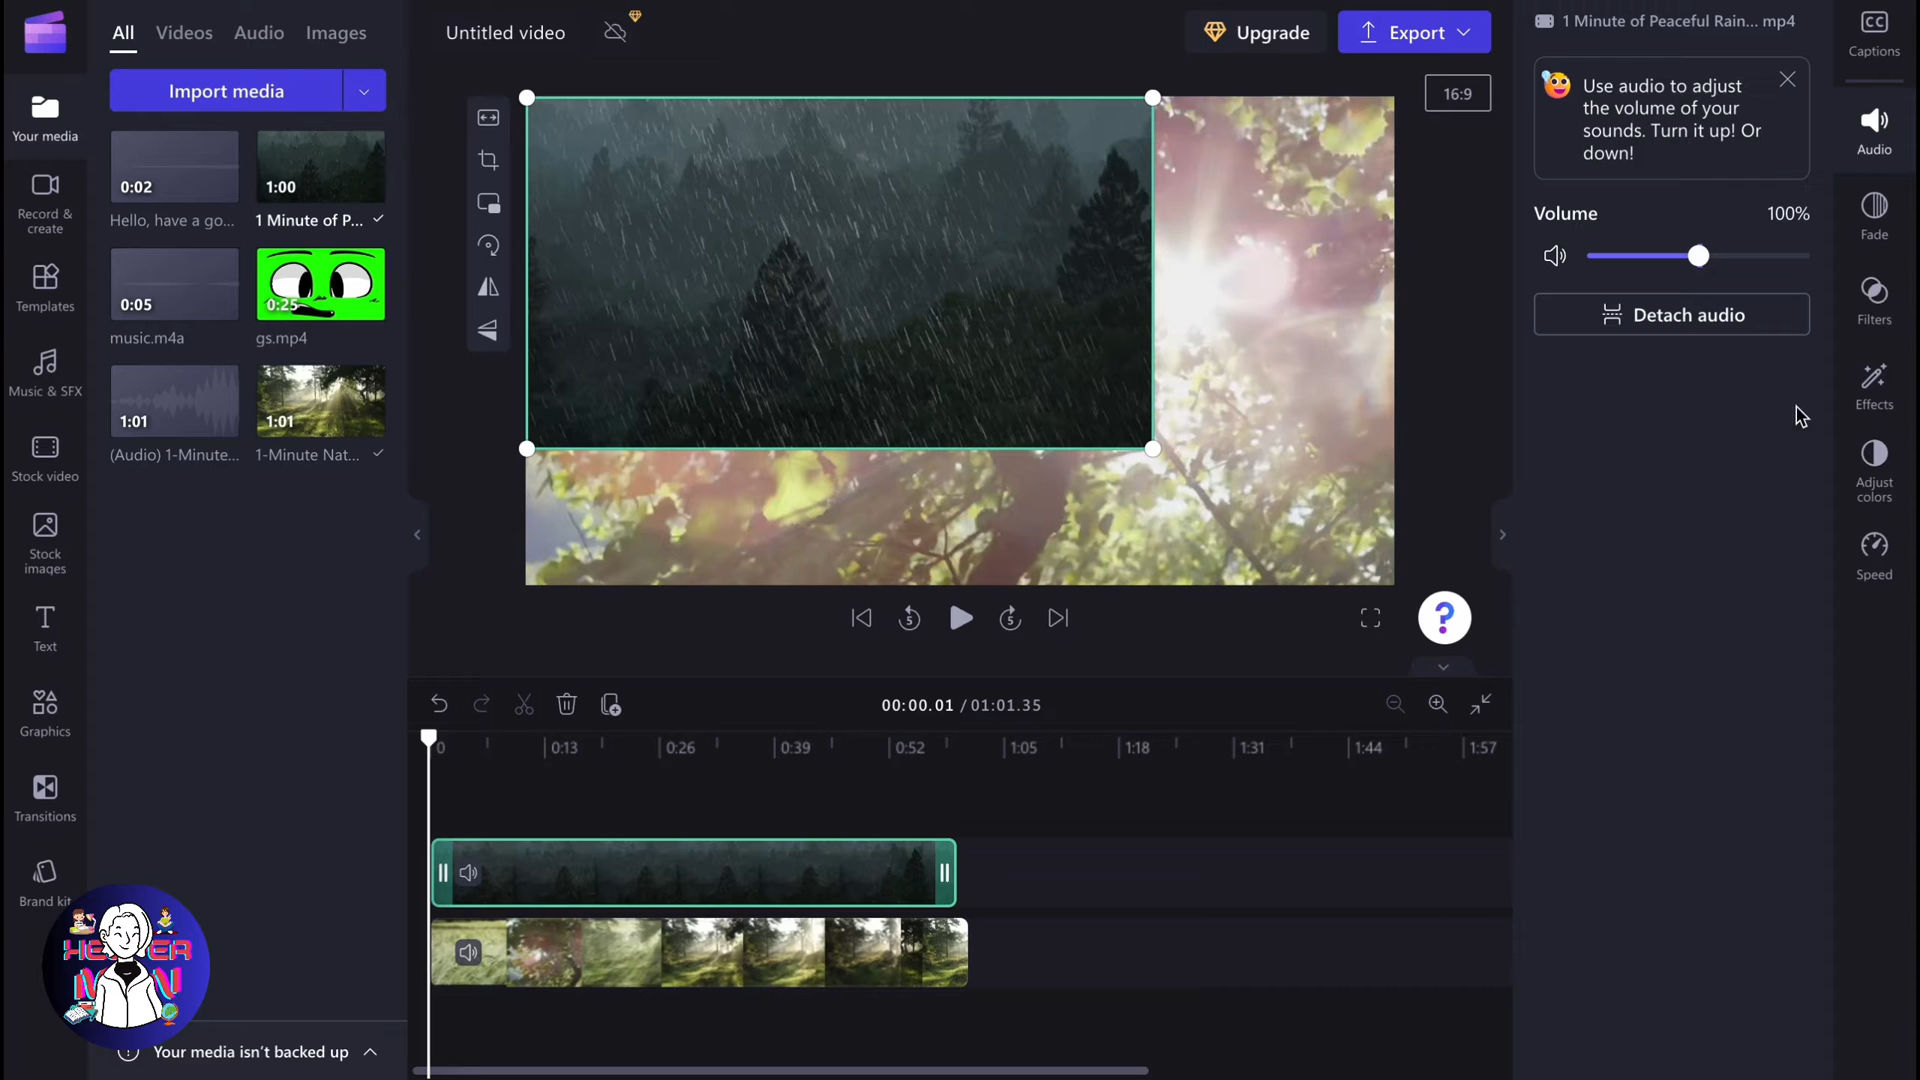 All Videos Audio Images
Import media
0:02
Hello, have a go...
1:00
1 Minute of P...
0:05
music.m4a
0:25
gs.mp4
1:01
(Audio) 1-Minute...
1:01
1-Minute Nat...
Your media
Record &
create
Templates
Music & SFX
Stock video
Stock
images
Text
Graphics
Transitions
Brand kit
HELPER
MAN
Your media isn't backed up
Untitled video
Upgrade
Export
16:9
5
5
?
00:00.01 / 01:01.35
0 0:13 0:26 0:39 0:52 1:05 1:18 1:31 1:44 1:57
1 Minute of Peaceful Rain... mp4
Use audio to adjust
the volume of your
sounds. Turn it up! Or
down!
Volume 100%
Detach audio
CC
Captions
Audio
Fade
Filters
Effects
Adjust
colors
Speed